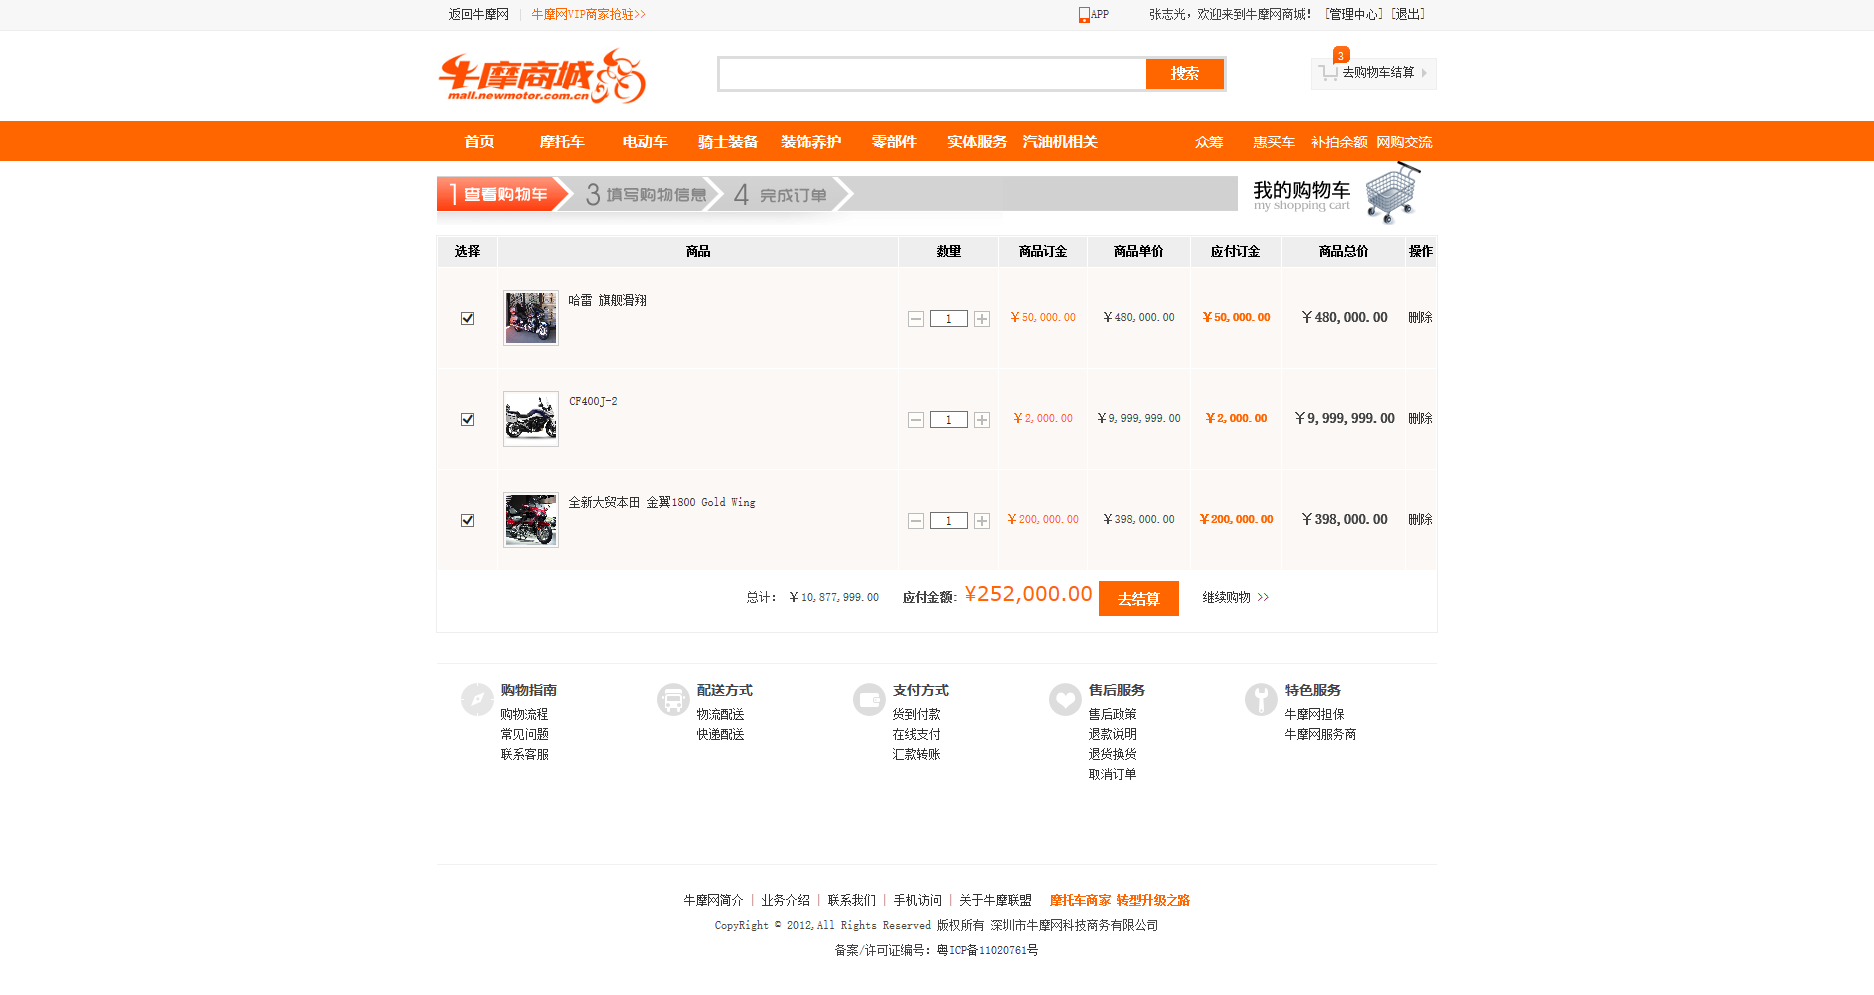 返回牛摩网 | 牛摩网VIP商家抢驻>> APP 张志光，欢迎来到牛摩网商城！ [管理中心] [退出]
牛摩商城
mall.newmotor.com.cn
搜索
3
去购物车结算
首页 摩托车 电动车 骑士装备 装饰养护 零部件 实体服务 汽油机相关 众筹 惠买车 补拍余额 网购交流
1 查看购物车 3 填写购物信息 4 完成订单 我的购物车
my shopping cart
选择 商品 数量 商品订金 商品单价 应付订金 商品总价 操作
哈雷 旗舰滑翔 1 ￥50,000.00 ￥480,000.00 ￥50,000.00 ￥480,000.00 删除
CF400J-2 1 ￥2,000.00 ￥9,999,999.00 ￥2,000.00 ￥9,999,999.00 删除
全新大贸本田 金翼1800 Gold Wing 1 ￥200,000.00 ￥398,000.00 ￥200,000.00 ￥398,000.00 删除
总计： ￥10,877,999.00 应付金额: ¥252,000.00 去结算 继续购物 >>
购物指南 配送方式 支付方式 售后服务 特色服务
购物流程 物流配送 货到付款 售后政策 牛摩网担保
常见问题 快递配送 在线支付 退款说明 牛摩网服务商
联系客服 汇款转账 退货换货
取消订单
牛摩网简介 | 业务介绍 | 联系我们 | 手机访问 | 关于牛摩联盟 摩托车商家 转型升级之路
CopyRight © 2012,All Rights Reserved 版权所有 深圳市牛摩网科技商务有限公司
备案/许可证编号：粤ICP备11020761号